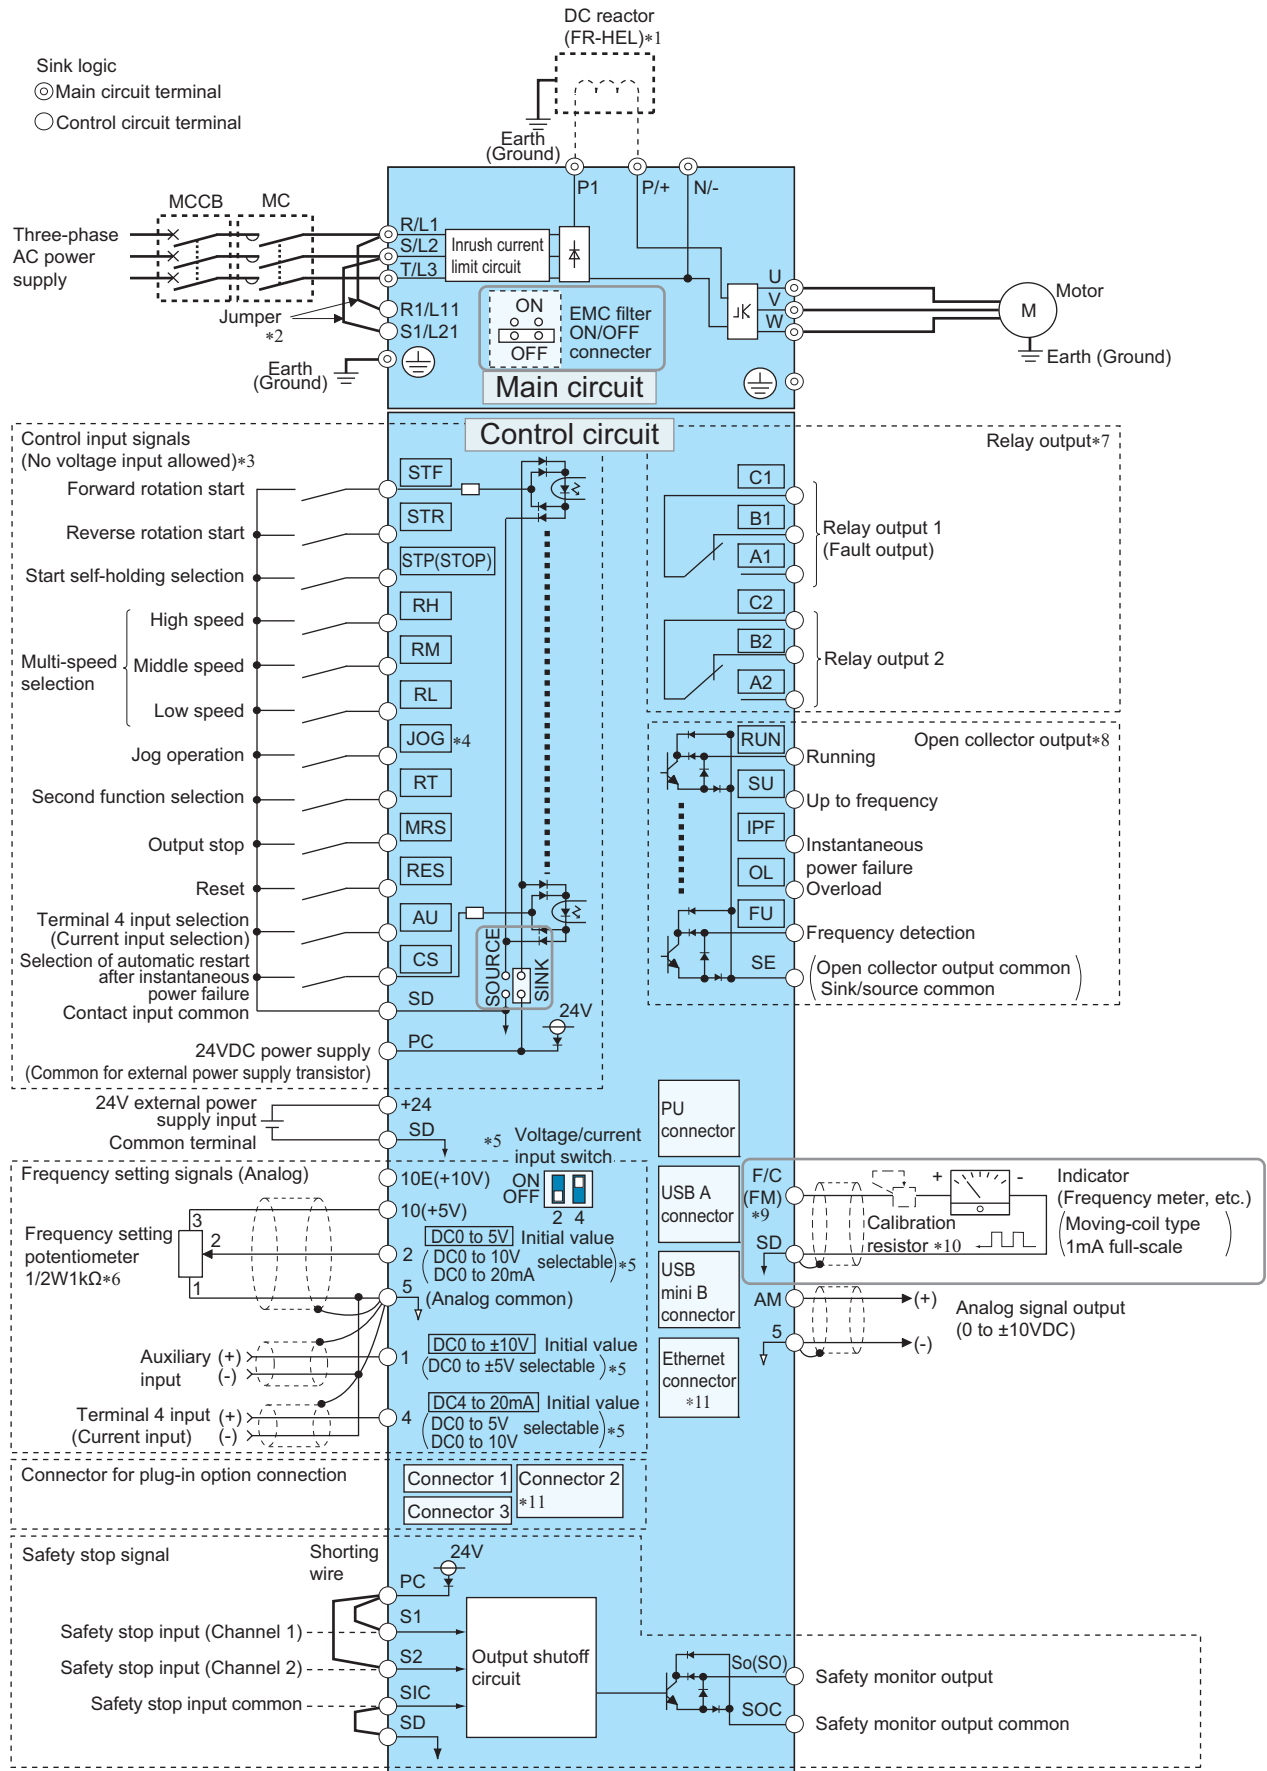 DC reactor
(FR-HEL)*1
Sink logic
Main circuit terminal
Control circuit terminal
Earth
(Ground)
P1
P/+
N/-
MCCB
MC
Three-phase
AC power
supply
R/L1
S/L2
T/L3
R1/L11
S1/L21
Inrush current
limit circuit
Jumper
*2
Earth
(Ground)
ON
OFF
EMC filter
ON/OFF
connecter
Main circuit
U
V
W
M
Motor
Earth (Ground)
Control circuit
Control input signals
(No voltage input allowed)*3
Forward rotation start
Reverse rotation start
Start self-holding selection
Multi-speed
selection
High speed
Middle speed
Low speed
Jog operation
Second function selection
Output stop
Reset
Terminal 4 input selection
(Current input selection)
Selection of automatic restart
after instantaneous
power failure
Contact input common
24VDC power supply
(Common for external power supply transistor)
STF
STR
STP(STOP)
RH
RM
RL
JOG *4
RT
MRS
RES
AU
CS
SD
PC
SOURCE
SINK
24V
Relay output*7
C1
B1
A1
Relay output 1
(Fault output)
C2
B2
A2
Relay output 2
Open collector output*8
RUN
Running
SU
Up to frequency
IPF
Instantaneous
power failure
OL
Overload
FU
Frequency detection
SE
(Open collector output common
Sink/source common)
24V external power
supply input
Common terminal
+24
SD
Frequency setting signals (Analog)
*5 Voltage/current
input switch
ON
OFF
2 4
10E(+10V)
10(+5V)
Frequency setting
potentiometer
1/2W1kΩ*6
3
2
1
2
DC0 to 5V Initial value
(DC0 to 10V
DC0 to 20mA selectable)*5
5
(Analog common)
Auxiliary (+)
input (-)
1
DC0 to ±10V Initial value
(DC0 to ±5V selectable)*5
Terminal 4 input (+)
(Current input) (-)
4
DC4 to 20mA Initial value
(DC0 to 5V
DC0 to 10V selectable)*5
PU
connector
USB A
connector
USB
mini B
connector
Ethernet
connector
*11
F/C
(FM)
*9
SD
Calibration
resistor *10
+ -
Indicator
(Frequency meter, etc.)
(Moving-coil type
1mA full-scale)
AM
5
(+)
(-)
Analog signal output
(0 to ±10VDC)
Connector for plug-in option connection
Connector 1
Connector 2
*11
Connector 3
Safety stop signal
Shorting
wire
24V
PC
S1
S2
SIC
SD
Safety stop input (Channel 1)
Safety stop input (Channel 2)
Safety stop input common
Output shutoff
circuit
So(SO)
SOC
Safety monitor output
Safety monitor output common